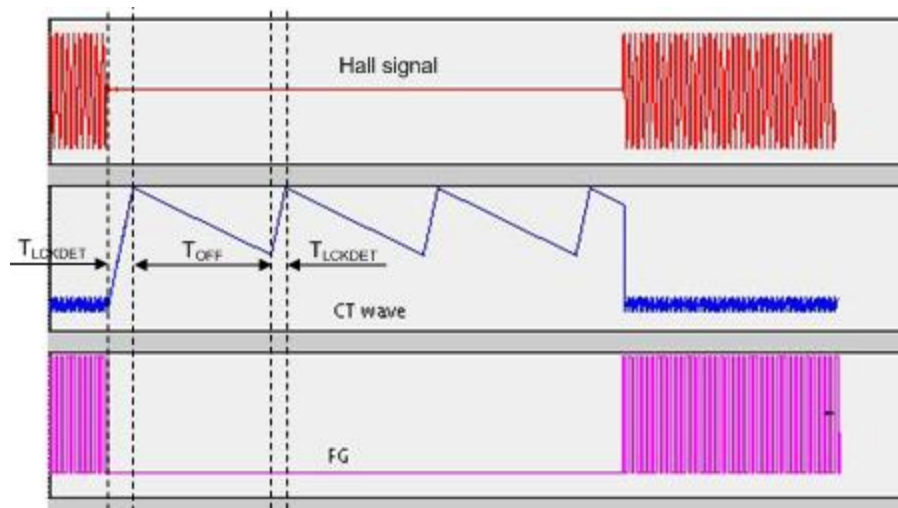 Hall signal
TLCKDET
TOFF
TLCKDET
CT wave
FG